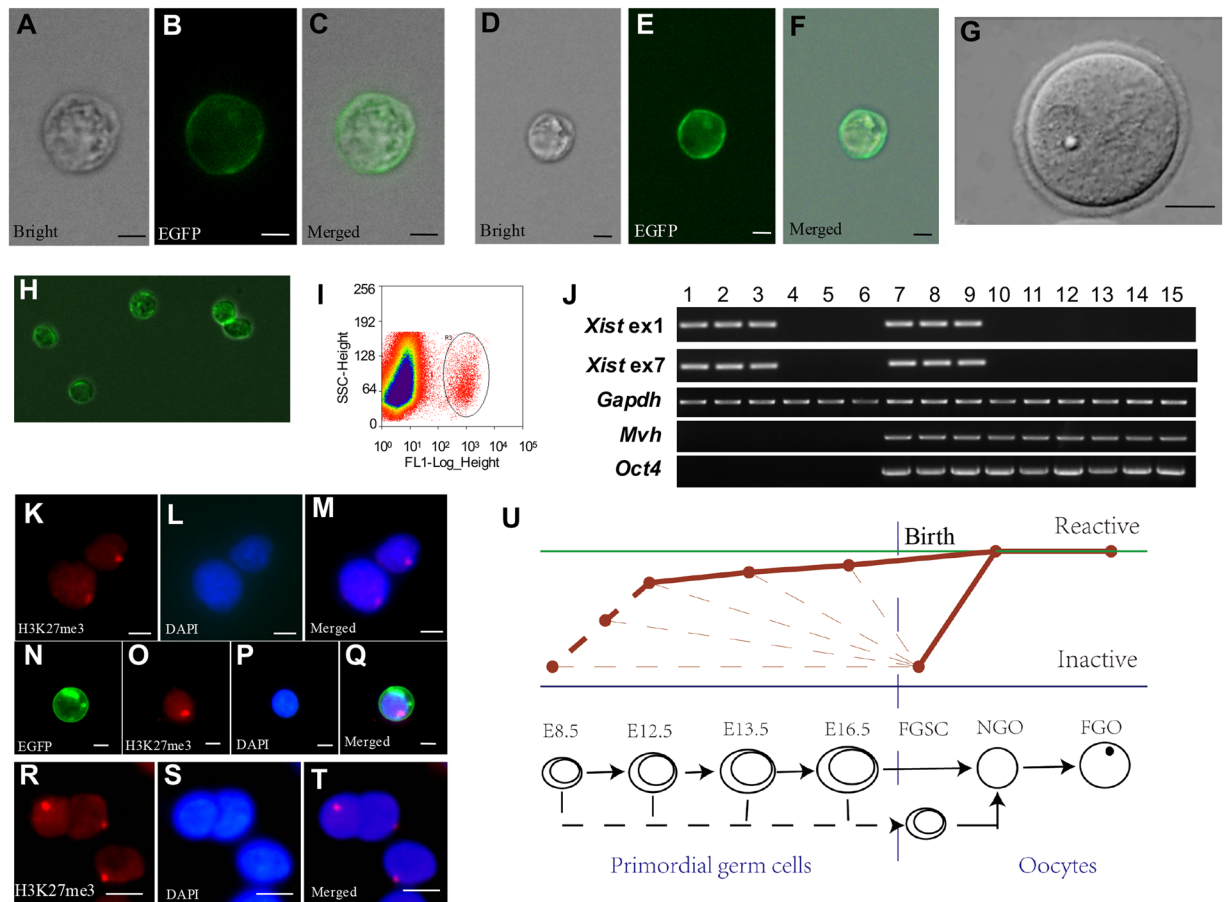 A B C D E F G
Bright EGFP Merged Bright EGFP Merged
H
I
256
192
128
64
0
SSC-Height
R3
10⁰ 10¹ 10² 10³ 10⁴ 10⁵
FL1-Log_Height
J
1 2 3 4 5 6 7 8 9 10 11 12 13 14 15
Xist ex1
Xist ex7
Gapdh
Mvh
Oct4
K L M
H3K27me3 DAPI Merged
N O P Q
EGFP H3K27me3 DAPI Merged
R S T
H3K27me3 DAPI Merged
U
Birth
Reactive
Inactive
E8.5 E12.5 E13.5 E16.5 FGSC NGO FGO
Primordial germ cells Oocytes